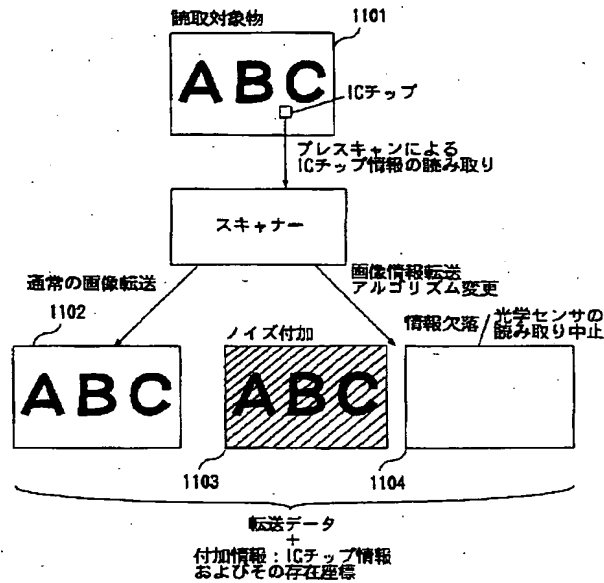 読取対象物
1101
ABC
ICチップ
プレスキャンによる
ICチップ情報の読み取り
スキャナー
通常の画像転送
画像情報転送
アルゴリズム変更
1102
ノイズ付加
情報欠落
光学センサの
読み取り中止
ABC
ABC
1103
1104
転送データ
+
付加情報:ICチップ情報
およびその存在座標